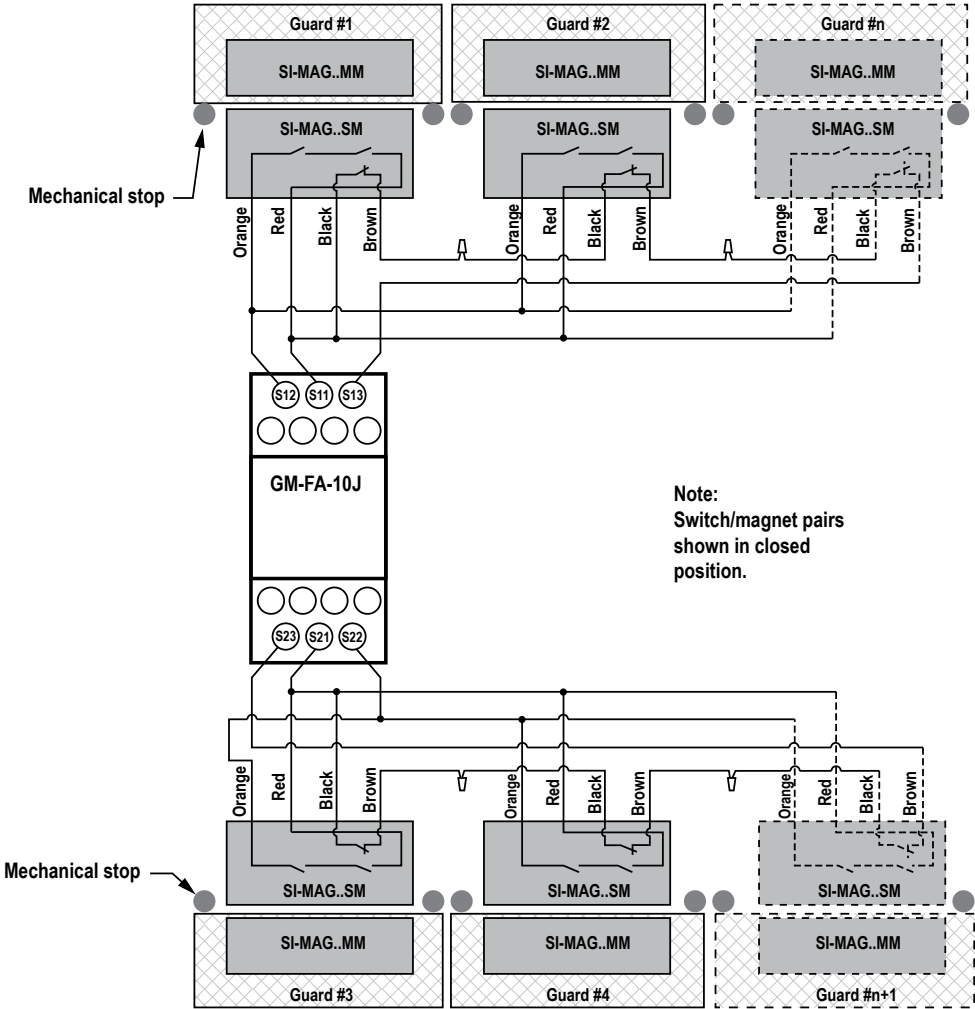 Guard #1
Guard #2
Guard #n
SI-MAG..MM
SI-MAG..MM
SI-MAG..MM
SI-MAG..SM
SI-MAG..SM
SI-MAG..SM
Mechanical stop
Orange
Red
Black
Brown
Orange
Red
Black
Brown
Orange
Red
Black
Brown
S12
S11
S13
GM-FA-10J
Note:
Switch/magnet pairs
shown in closed
position.
S23
S21
S22
Orange
Red
Black
Brown
Orange
Red
Black
Brown
Orange
Red
Black
Brown
Mechanical stop
SI-MAG..SM
SI-MAG..SM
SI-MAG..SM
SI-MAG..MM
SI-MAG..MM
SI-MAG..MM
Guard #3
Guard #4
Guard #n+1